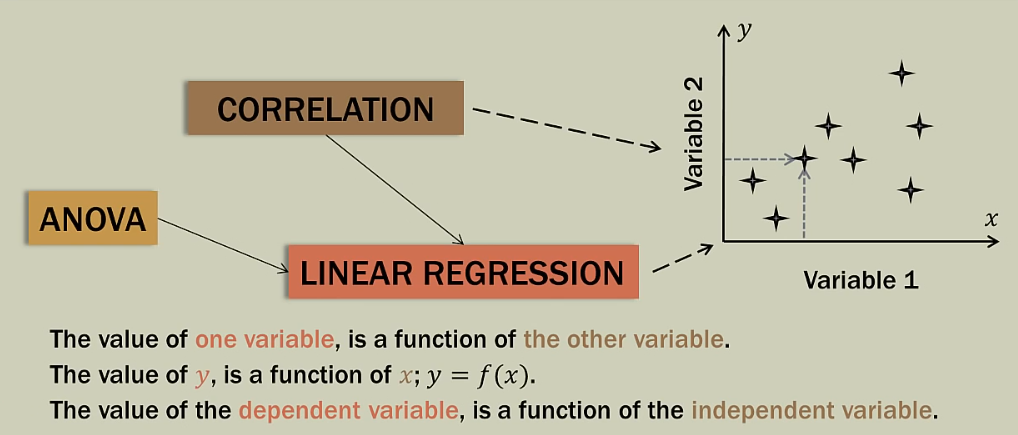 CORRELATION
ANOVA
LINEAR REGRESSION
y
Variable 2
x
Variable 1
The value of one variable, is a function of the other variable.
The value of y, is a function of x; y = f(x).
The value of the dependent variable, is a function of the independent variable.